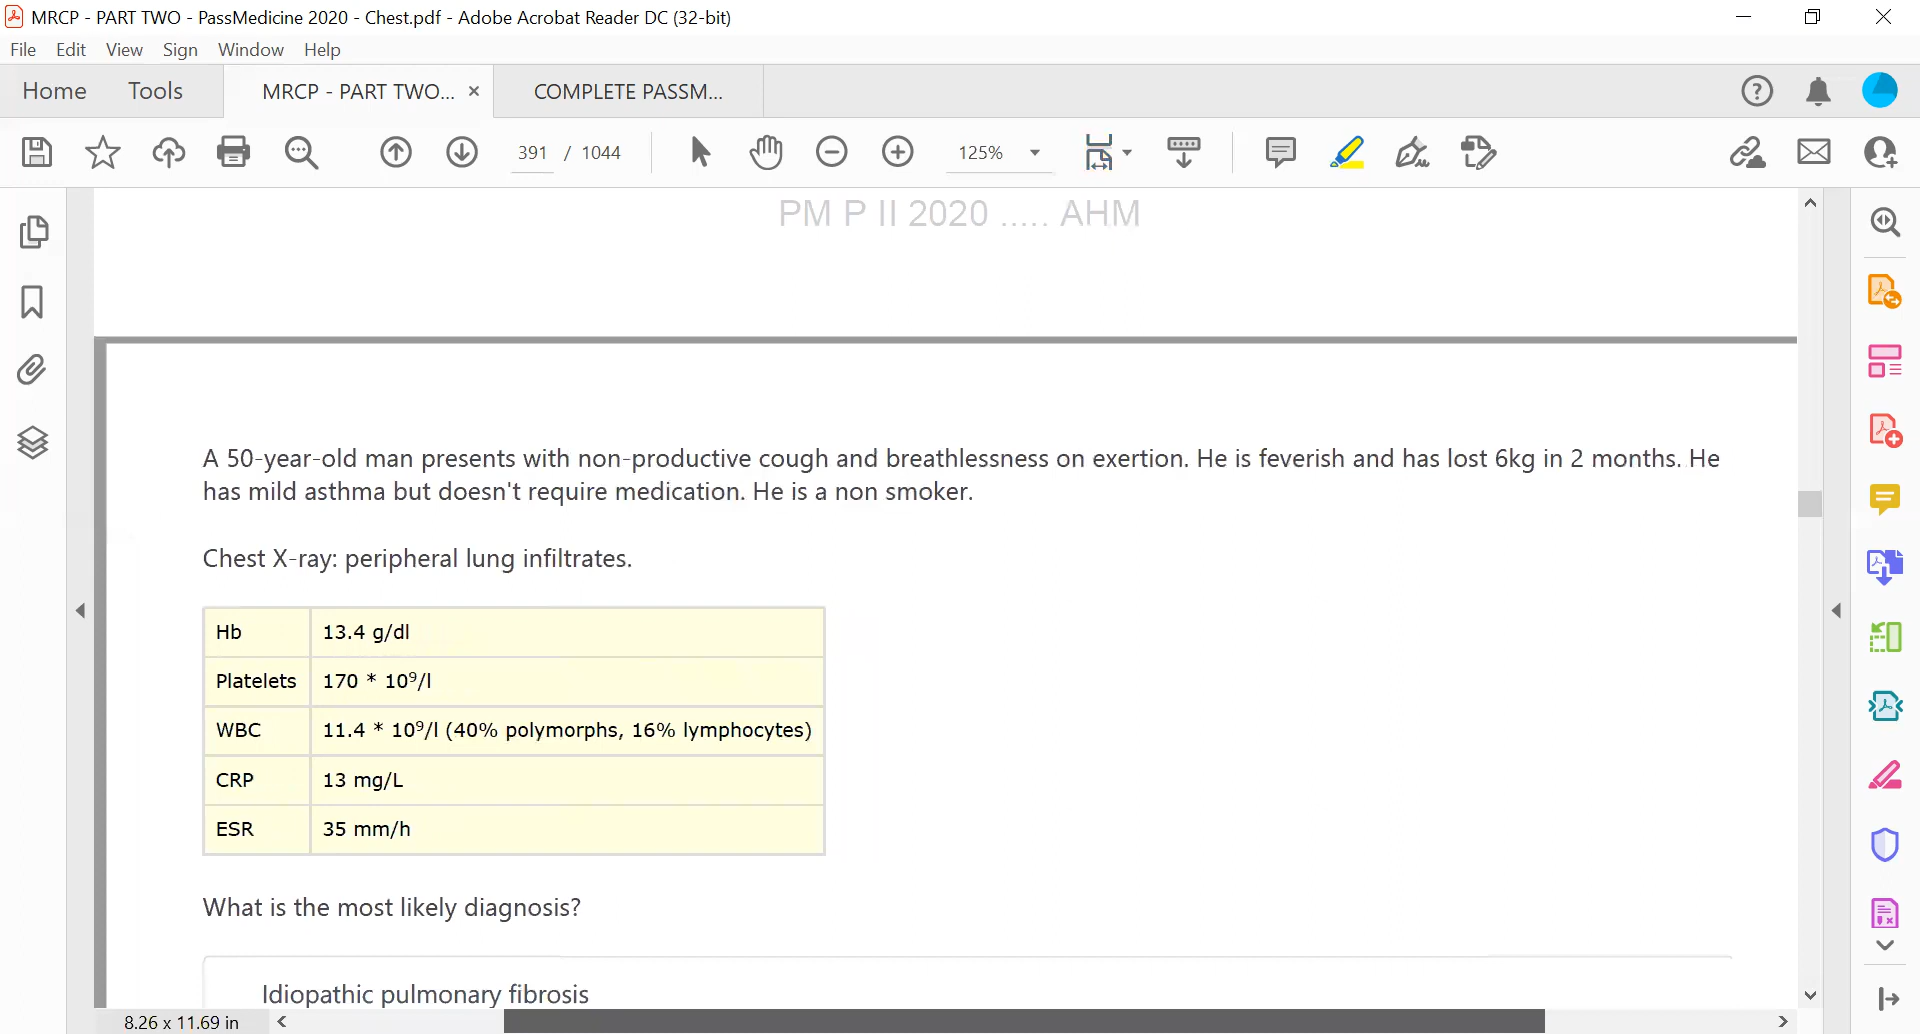 MRCP - PART TWO - PassMedicine 2020 - Chest.pdf - Adobe Acrobat Reader DC (32-bit)
File Edit View Sign Window Help
Home Tools MRCP - PART TWO... × COMPLETE PASSM...
391 / 1044 125%
PM P II 2020 ..... AHM
A 50-year-old man presents with non-productive cough and breathlessness on exertion. He is feverish and has lost 6kg in 2 months. He
has mild asthma but doesn't require medication. He is a non smoker.
Chest X-ray: peripheral lung infiltrates.
Hb 13.4 g/dl
Platelets 170 * 10⁹/l
WBC 11.4 * 10⁹/l (40% polymorphs, 16% lymphocytes)
CRP 13 mg/L
ESR 35 mm/h
What is the most likely diagnosis?
Idiopathic pulmonary fibrosis
8.26 x 11.69 in